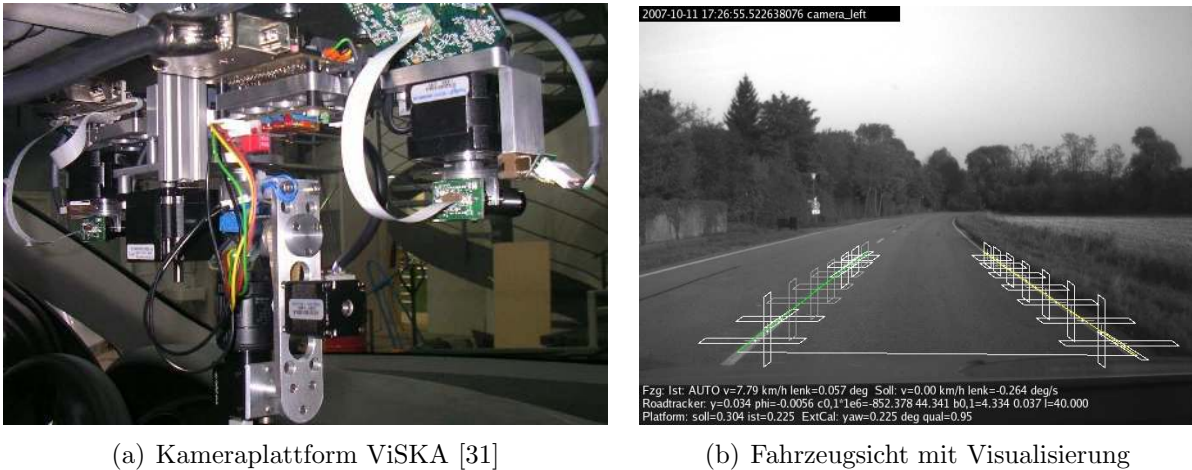 2007-10-11 17:26:55.522638076 camera_left
Fzg: Ist: AUTO v=7.79 km/h lenk=0.057 deg  Soll: v=0.00 km/h lenk=-0.264 deg/s
Roadtracker: y=0.034 phi=-0.0056 c0,1*1e6=-852.378 44.341 b0,1=4.334 0.037 l=40.000
Platform: soll=0.304 ist=0.225  ExtCal: yaw=0.225 deg qual=0.95
(a) Kameraplattform ViSKA [31]
(b) Fahrzeugsicht mit Visualisierung